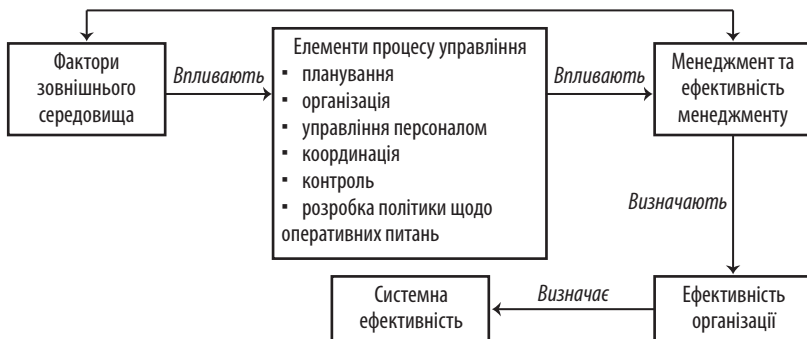 Фактори
зовнішнього
середовища
Впливають
Елементи процесу управління
▪ планування
▪ організація
▪ управління персоналом
▪ координація
▪ контроль
▪ розробка політики щодо
оперативних питань
Впливають
Менеджмент та
ефективність
менеджменту
Визначають
Ефективність
організації
Визначає
Системна
ефективність